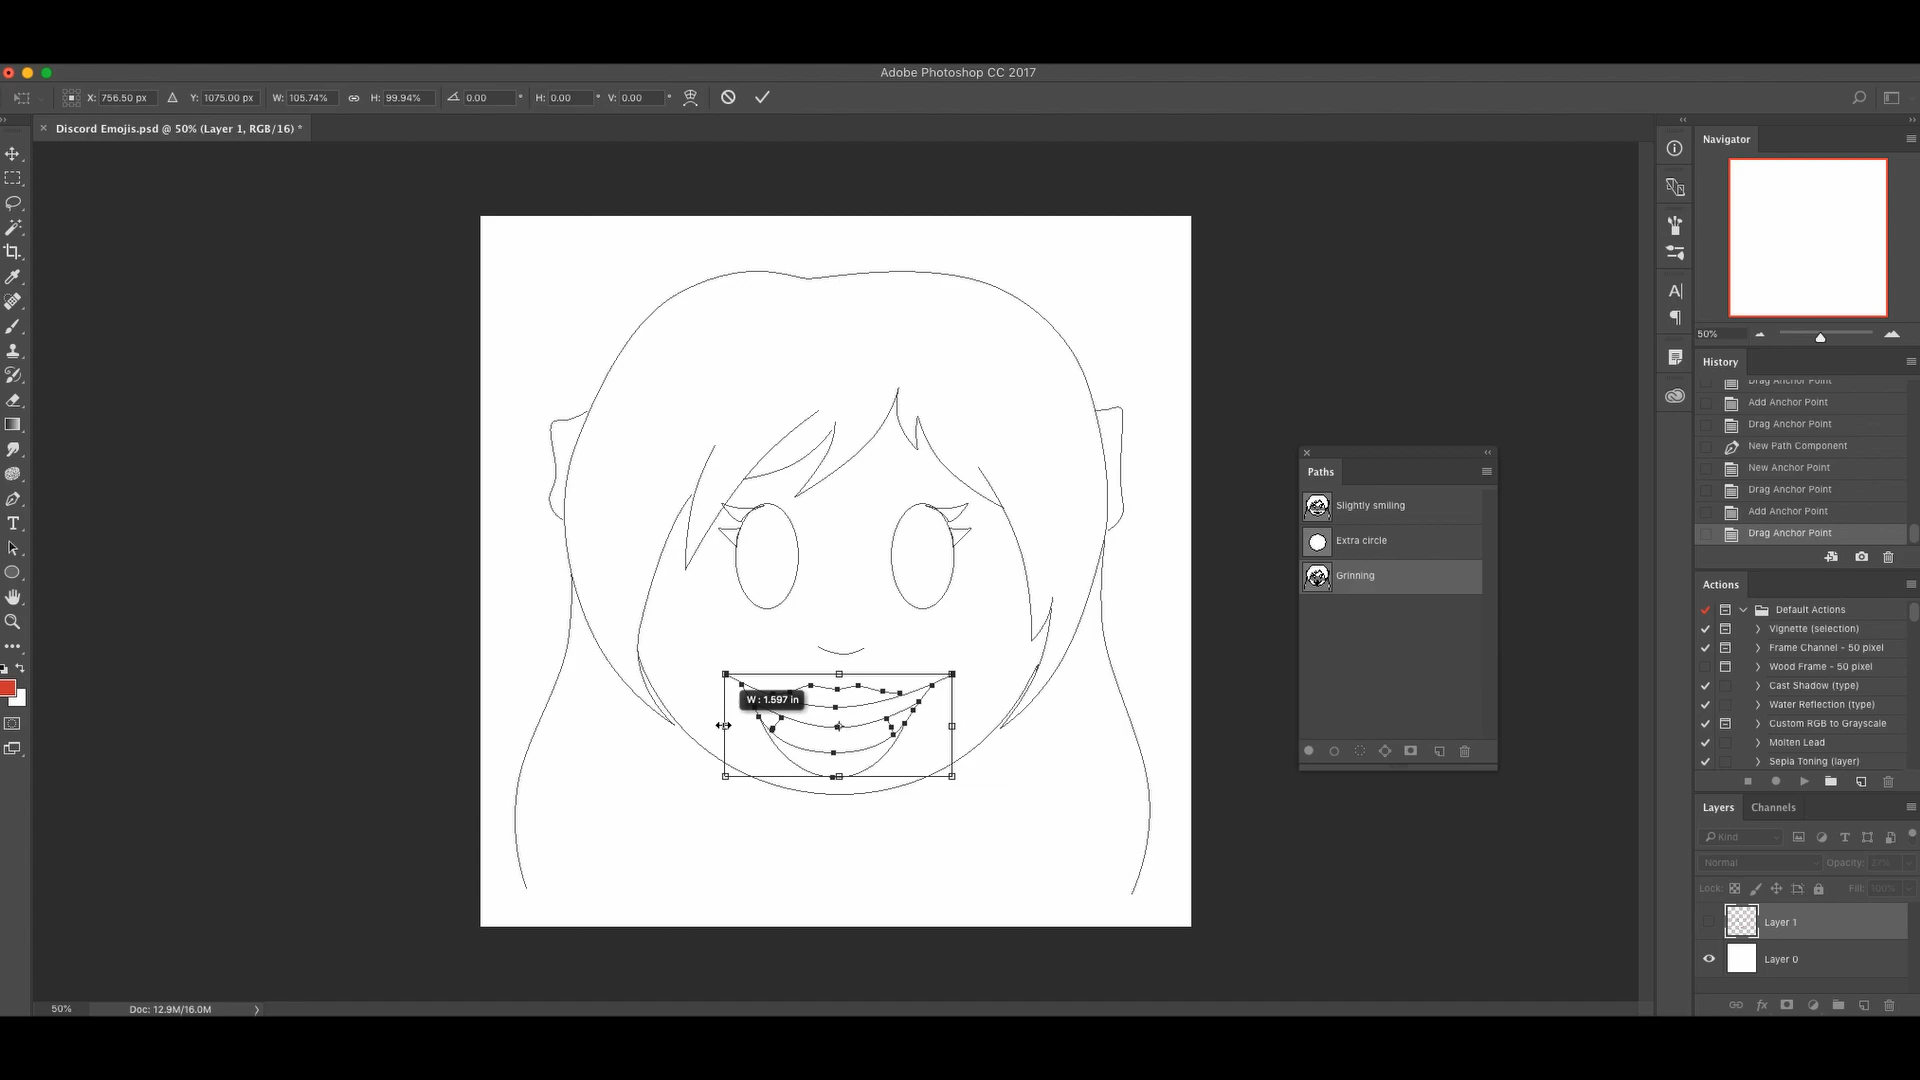 Adobe Photoshop CC 2017
X: 756.50 px Y: 1075.00 px W: 105.74% H: 99.94% 0.00 ° H: 0.00 ° V: 0.00 °
× Discord Emojis.psd @ 50% (Layer 1, RGB/16) *
Navigator
50%
History
Drag Anchor Point
Add Anchor Point
Drag Anchor Point
New Path Component
New Anchor Point
Drag Anchor Point
Add Anchor Point
Drag Anchor Point
Paths
Slightly smiling
Extra circle
Grinning
W : 1.597 in
Actions
Default Actions
Vignette (selection)
Frame Channel - 50 pixel
Wood Frame - 50 pixel
Cast Shadow (type)
Water Reflection (type)
Custom RGB to Grayscale
Molten Lead
Sepia Toning (layer)
Layers Channels
Kind
Normal Opacity: 27%
Lock: Fill: 100%
Layer 1
Layer 0
50% Doc: 12.9M/16.0M